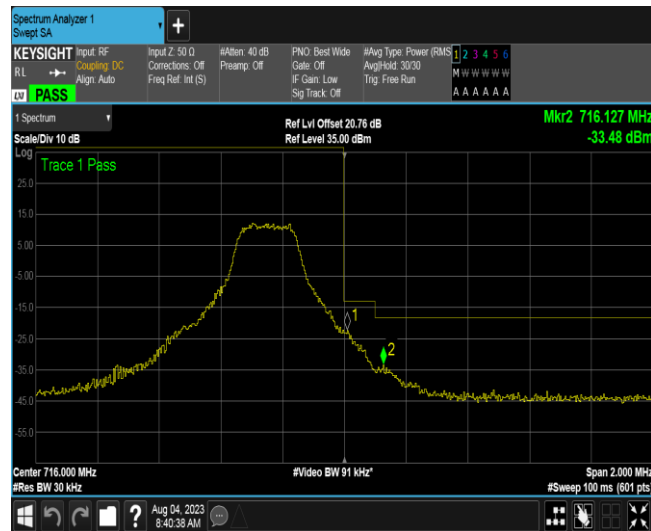 Spectrum Analyzer 1
Swept SA
+
KEYSIGHT
Input: RF
Coupling: DC
Align: Auto
Input Z: 50 Ω
Corrections: Off
Freq Ref: Int (S)
#Atten: 40 dB
Preamp: Off
PNO: Best Wide
Gate: Off
IF Gain: Low
Sig Track: Off
#Avg Type: Power (RMS
Avg|Hold: 30/30
Trig: Free Run
1 2 3 4 5 6
M W W W W W
A A A A A A
R L
LXI PASS
1 Spectrum
Scale/Div 10 dB
Ref Lvl Offset 20.76 dB
Ref Level 35.00 dBm
Mkr2 716.127 MHz
-33.48 dBm
Log
Trace 1 Pass
25.0
15.0
5.00
-5.00
-15.0
-25.0
-35.0
-45.0
-55.0
1
2
Center 716.000 MHz
#Res BW 30 kHz
#Video BW 91 kHz*
Span 2.000 MHz
#Sweep 100 ms (601 pts)
?
Aug 04, 2023
8:40:38 AM